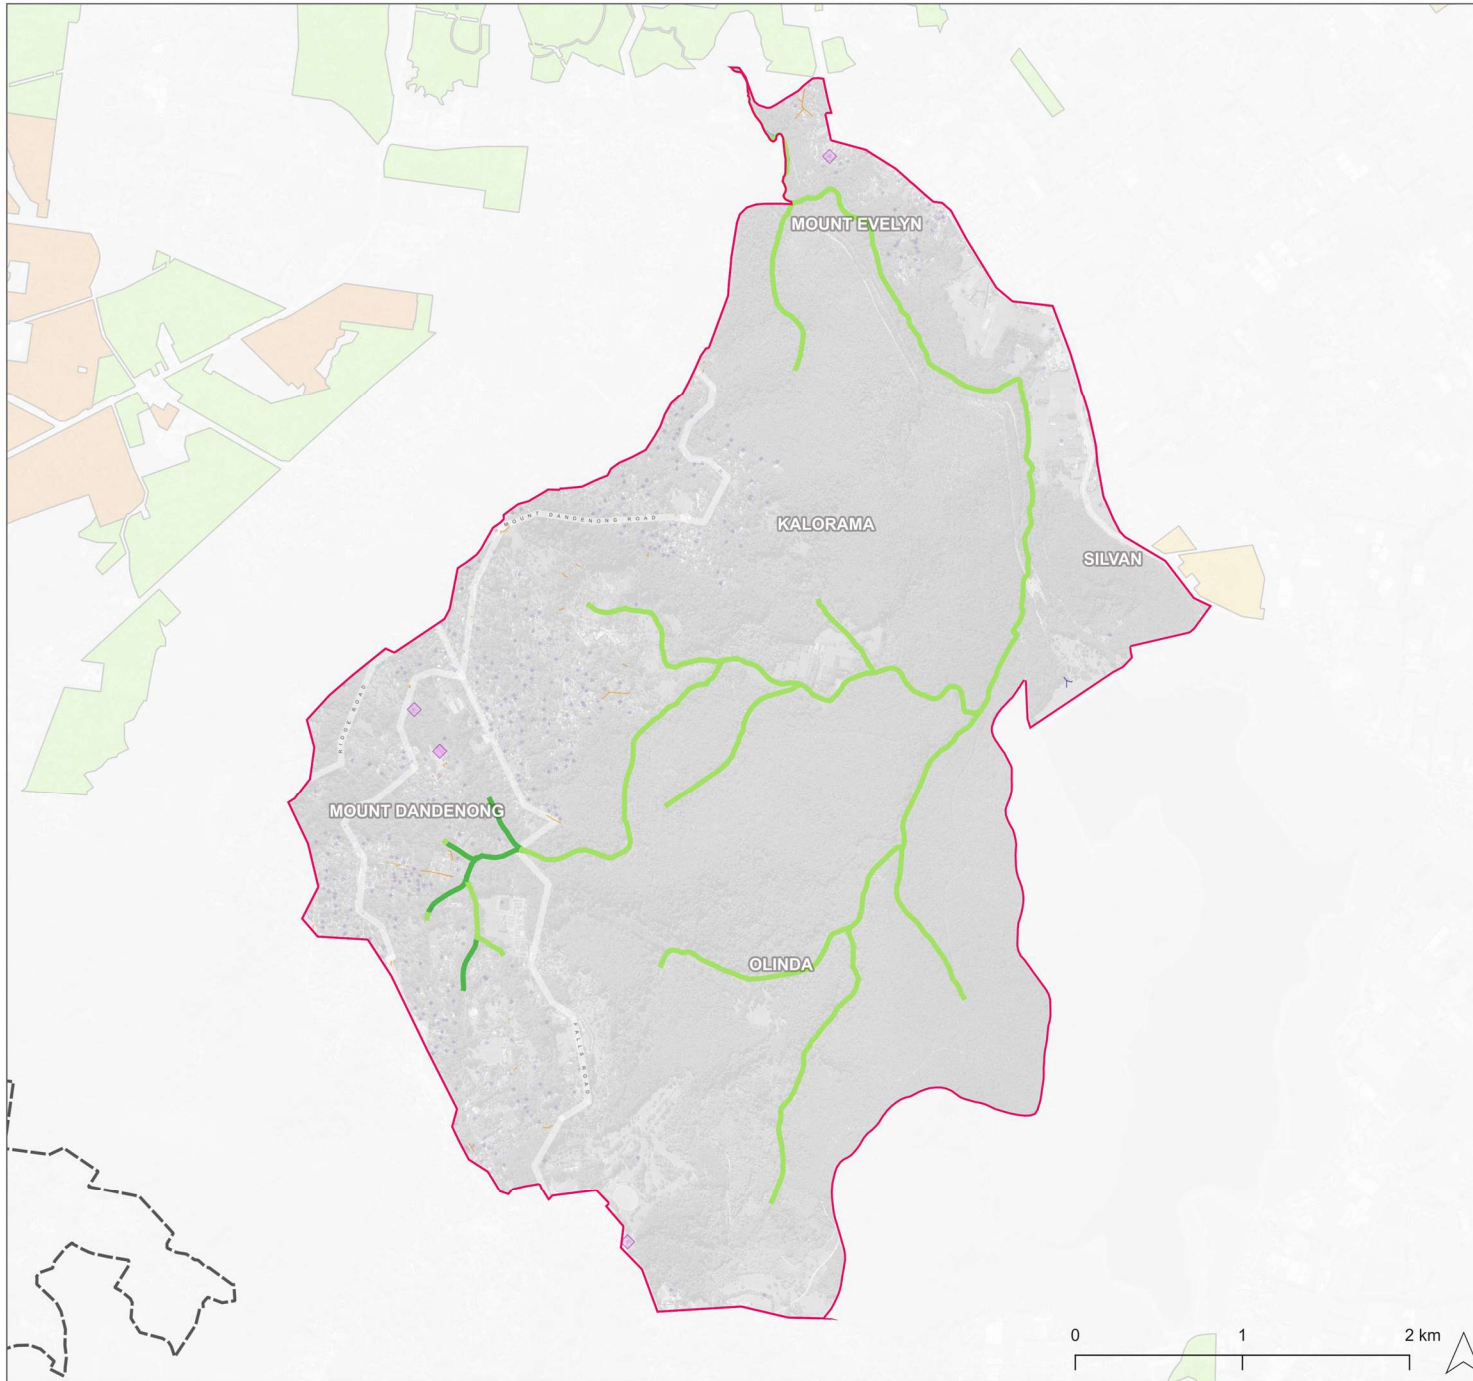 MOUNT EVELYN
MOUNT DANDENONG ROAD
KALORAMA
SILVAN
RIDGE ROAD
MOUNT DANDENONG
OLINDA
FALLS ROAD
0 1 2 km